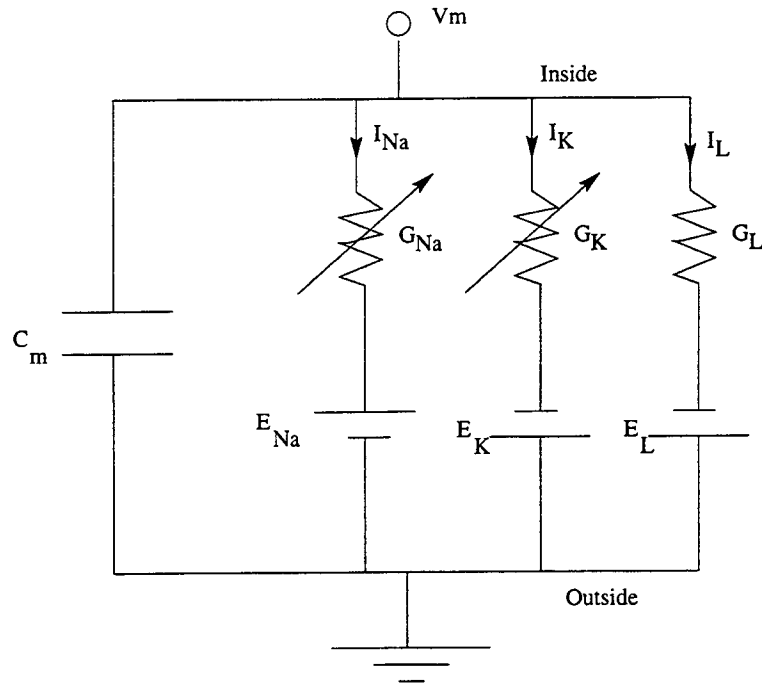 Vm
Inside
I_Na
I_K
I_L
G_Na
G_K
G_L
C_m
E_Na
E_K
E_L
Outside